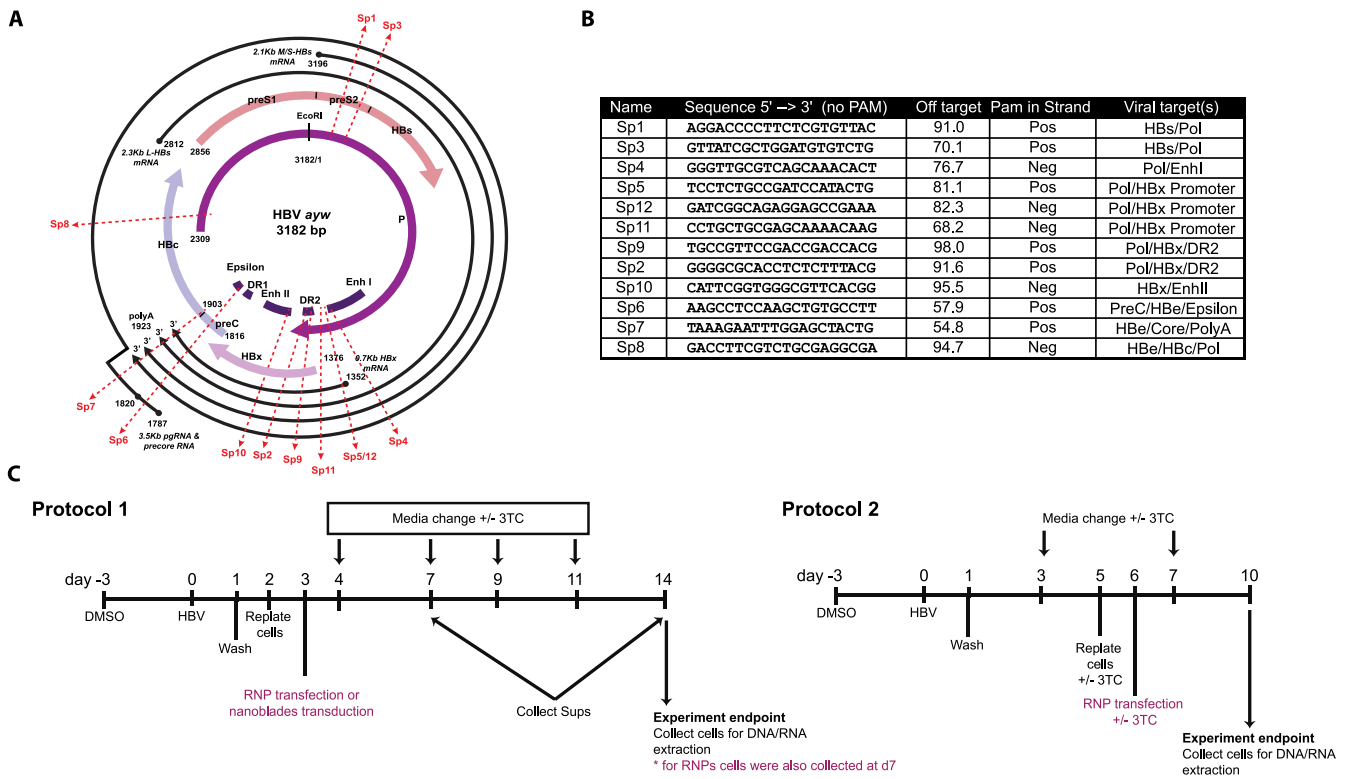 A
Sp1
Sp3
2.1Kb M/S-HBs
mRNA
3196
preS1
preS2
HBs
EcoRI
3182/1
2812
2.3Kb L-HBs
mRNA
2856
Sp8
HBc
2309
HBV ayw
3182 bp
P
Epsilon
DR1
Enh II
DR2
Enh I
1903
preC
1816
polyA
1923
3'
3'
3'
3'
HBx
1376
0.7Kb HBx
mRNA
1352
Sp7
1820
1787
Sp6
3.5Kb pgRNA &
precore RNA
Sp10
Sp2
Sp9
Sp11
Sp5/12
Sp4
B
Name Sequence 5' –> 3' (no PAM) Off target Pam in Strand Viral target(s)
Sp1 AGGACCCCTTCTCGTGTTAC 91.0 Pos HBs/Pol
Sp3 GTTATCGCTGGATGTGTCTG 70.1 Pos HBs/Pol
Sp4 GGGTTGCGTCAGCAAACACT 76.7 Neg Pol/EnhI
Sp5 TCCTCTGCCGATCCATACTG 81.1 Pos Pol/HBx Promoter
Sp12 GATCGGCAGAGGAGCCGAAA 82.3 Neg Pol/HBx Promoter
Sp11 CCTGCTGCGAGCAAAACAAG 68.2 Neg Pol/HBx Promoter
Sp9 TGCCGTTCCGACCGACCACG 98.0 Pos Pol/HBx/DR2
Sp2 GGGGCGCACCTCTCTTTACG 91.6 Pos Pol/HBx/DR2
Sp10 CATTCGGTGGGCGTTCACGG 95.5 Neg HBx/EnhII
Sp6 AAGCCTCCAAGCTGTGCCTT 57.9 Pos PreC/HBe/Epsilon
Sp7 TAAAGAATTTGGAGCTACTG 54.8 Pos HBe/Core/PolyA
Sp8 GACCTTCGTCTGCGAGGCGA 94.7 Neg HBe/HBc/Pol
C
Protocol 1
Media change +/- 3TC
day -3 0 1 2 3 4 7 9 11 14
DMSO
HBV
Wash
Replate
cells
RNP transfection or
nanoblades transduction
Collect Sups
Experiment endpoint
Collect cells for DNA/RNA
extraction
* for RNPs cells were also collected at d7
Protocol 2
Media change +/- 3TC
day -3 0 1 3 5 6 7 10
DMSO
HBV
Wash
Replate
cells
+/- 3TC
RNP transfection
+/- 3TC
Experiment endpoint
Collect cells for DNA/RNA
extraction